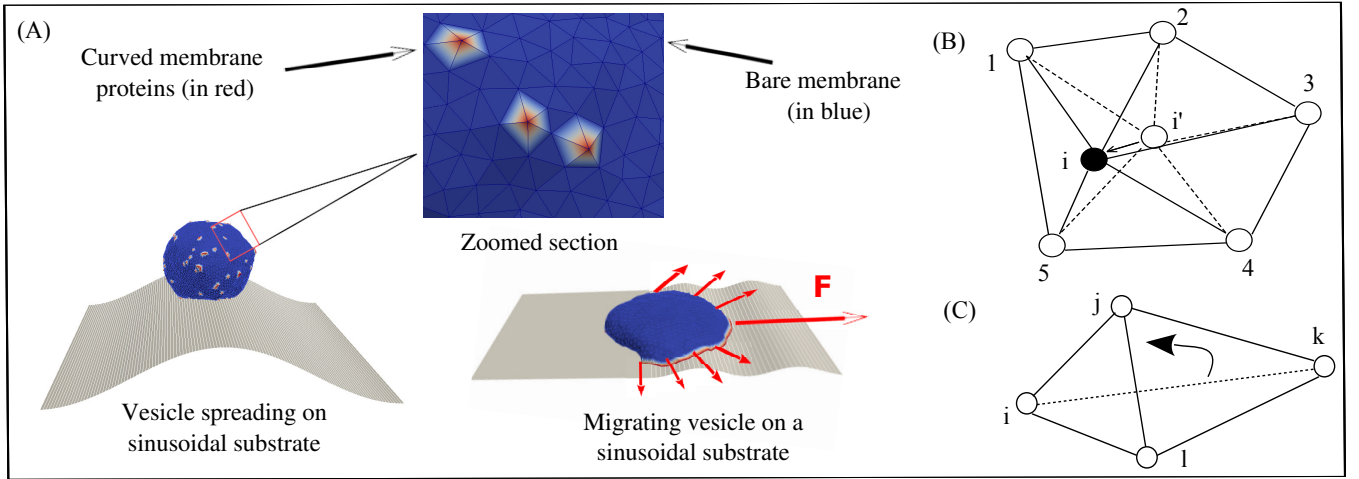 (A)
Curved membrane
proteins (in red)
Bare membrane
(in blue)
Zoomed section
F
Vesicle spreading on
sinusoidal substrate
Migrating vesicle on a
sinusoidal substrate
(B)
1
2
3
i'
i
5
4
(C)
j
k
i
l